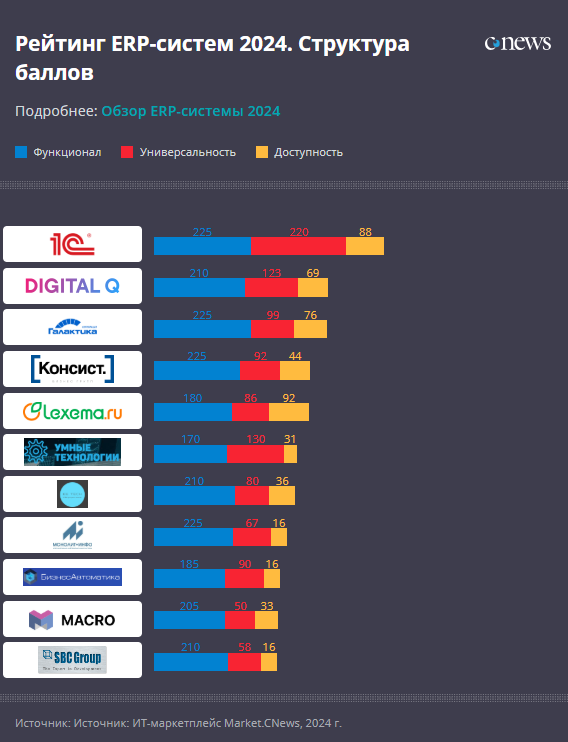 Рейтинг ERP-систем 2024. Структура
баллов
cnews
Подробнее: Обзор ERP-системы 2024
Функционал Универсальность Доступность
1С 225 220 88
DIGITAL Q 210 123 69
Галактика 225 99 76
Консист. 225 92 44
Lexema.ru 180 86 92
УМНЫЕ
ТЕХНОЛОГИИ 170 130 31
210 80 36
МОНОЛИТ-ИНФО 225 67 16
БизнесАвтоматика 185 90 16
MACRO 205 50 33
SBC Group 210 58 16
Источник: Источник: ИТ-маркетплейс Market.CNews, 2024 г.